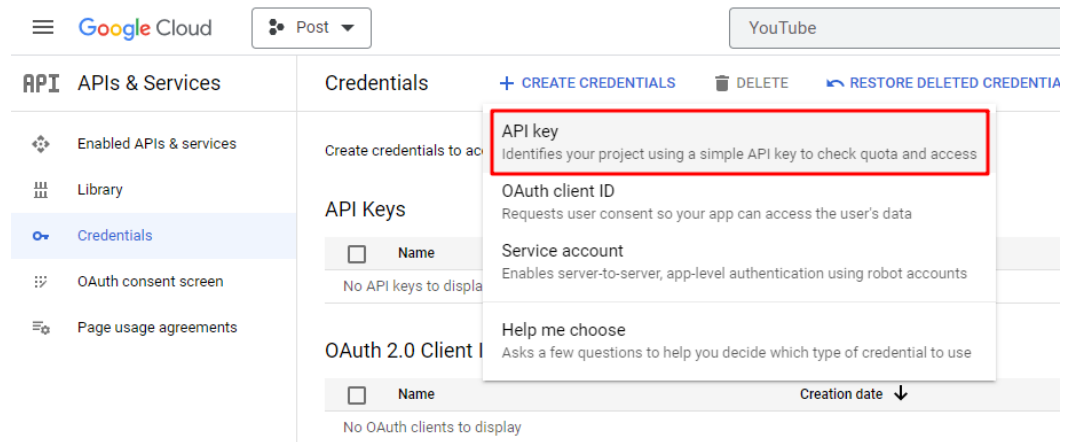 Google Cloud
Post
YouTube
API APIs & Services
Credentials
+ CREATE CREDENTIALS
DELETE
RESTORE DELETED
Enabled APIs & services
Library
Credentials
OAuth consent screen
Page usage agreements
Create credentials to
API key
Identifies your project using a simple API key to check quota and access
OAuth client ID
Requests user consent so your app can access the user's data
Service account
Enables server-to-server, app-level authentication using robot accounts
Help me choose
Asks a few questions to help you decide which type of credential to use
API Keys
Name
No API keys to
OAuth 2.0 Client
Name
Creation date
No OAuth clients to display